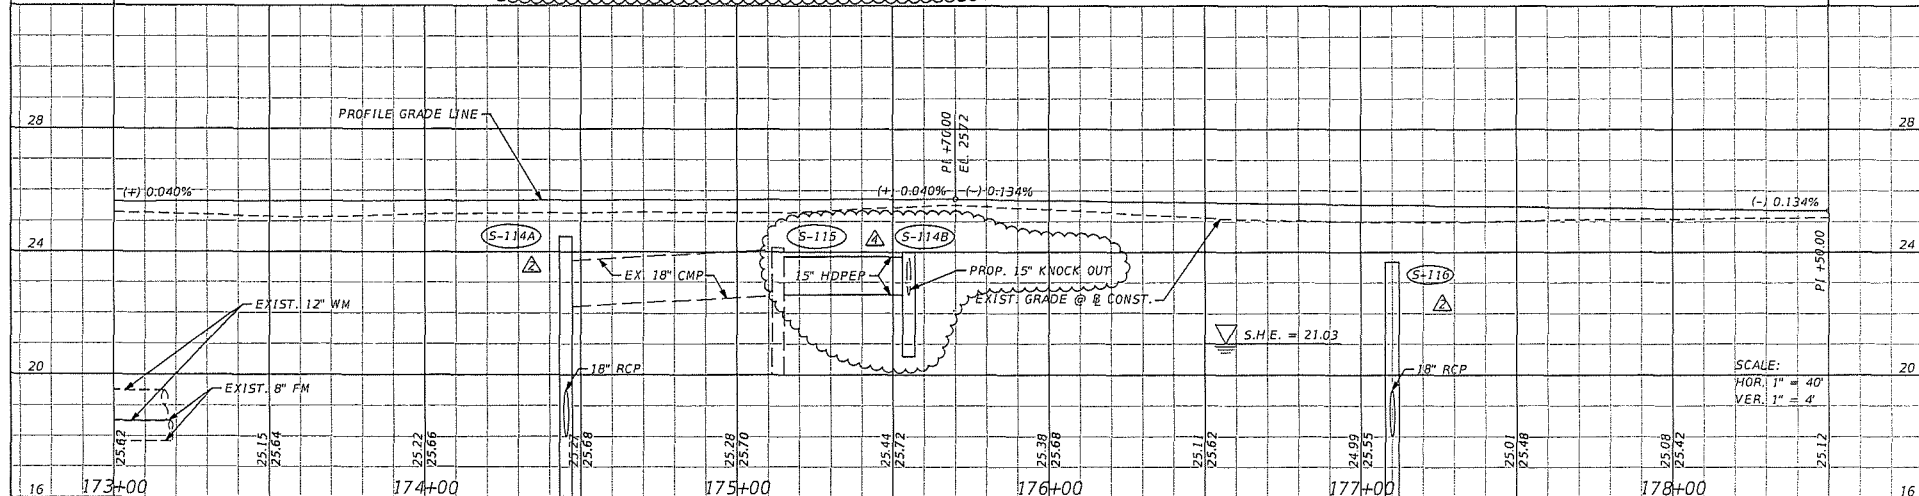 PROFILE GRADE LINE
28
28
PI +70.00
EL. 25.72
(+) 0.040%
(+) 0.040%
(-) 0.134%
(-) 0.134%
S-114A
2
S-115
4
S-114B
24
24
EX. 18" CMP
15" HDPEP
PROP. 15" KNOCK OUT
EXIST. GRADE @ ℄ CONST.
S-116
2
PI +50.00
EXIST. 12" WM
S.H.E. = 21.03
20
20
18" RCP
18" RCP
EXIST. 8" FM
SCALE:
HOR. 1" = 40'
VER. 1" = 4'
25.62
25.15
25.64
25.22
25.66
25.68
25.28
25.70
25.44
25.72
25.38
25.68
25.11
25.62
24.99
25.55
25.01
25.48
25.08
25.42
25.12
16
173+00
174+00
175+00
176+00
177+00
178+00
16